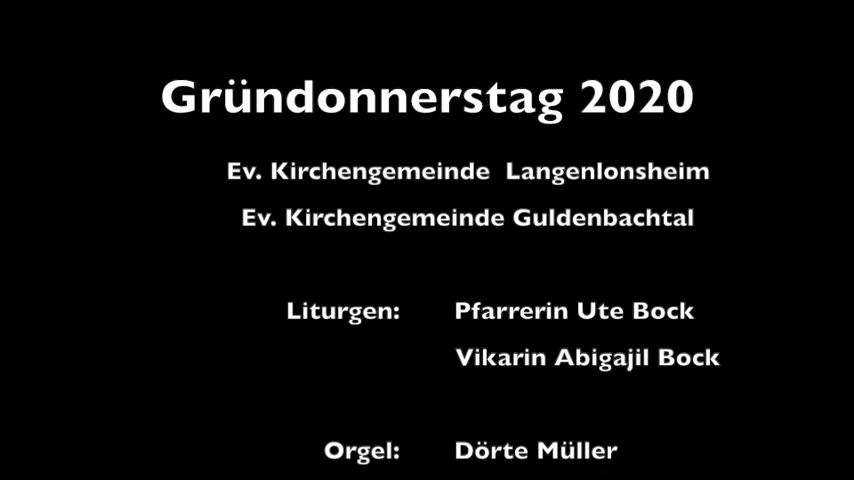 Gründonnerstag 2020
Ev. Kirchengemeinde Langenlonsheim
Ev. Kirchengemeinde Guldenbachtal
Liturgen: Pfarrerin Ute Bock
Vikarin Abigajil Bock
Orgel: Dörte Müller